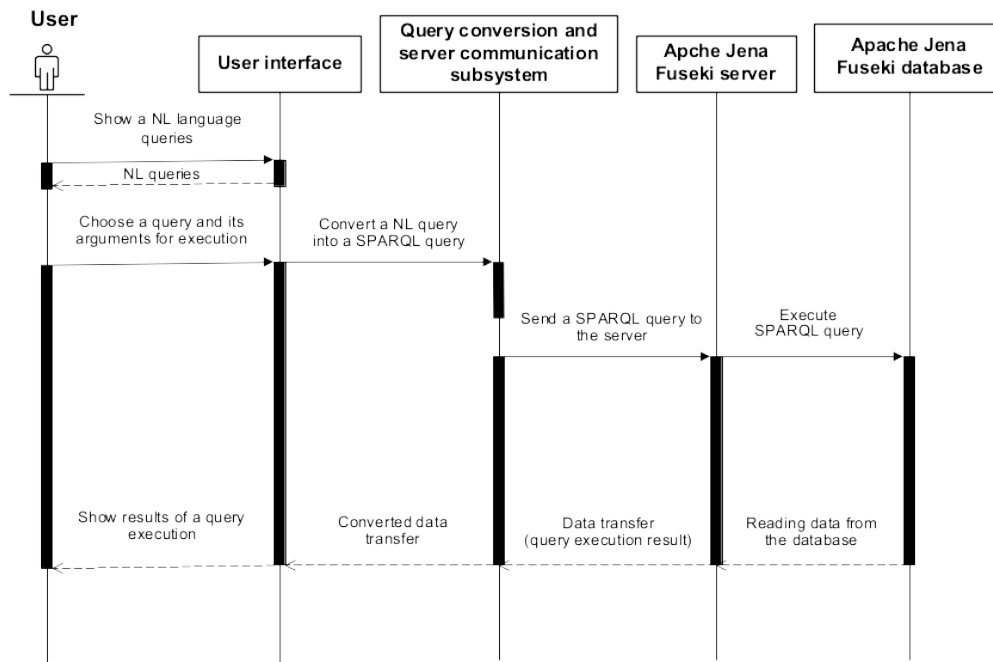 User
User interface
Query conversion and
server communication
subsystem
Apche Jena
Fuseki server
Apache Jena
Fuseki database
Show a NL language
queries
NL queries
Choose a query and its
arguments for execution
Convert a NL query
into a SPARQL query
Send a SPARQL query to
the server
Execute
SPARQL query
Show results of a query
execution
Converted data
transfer
Data transfer
(query execution result)
Reading data from
the database